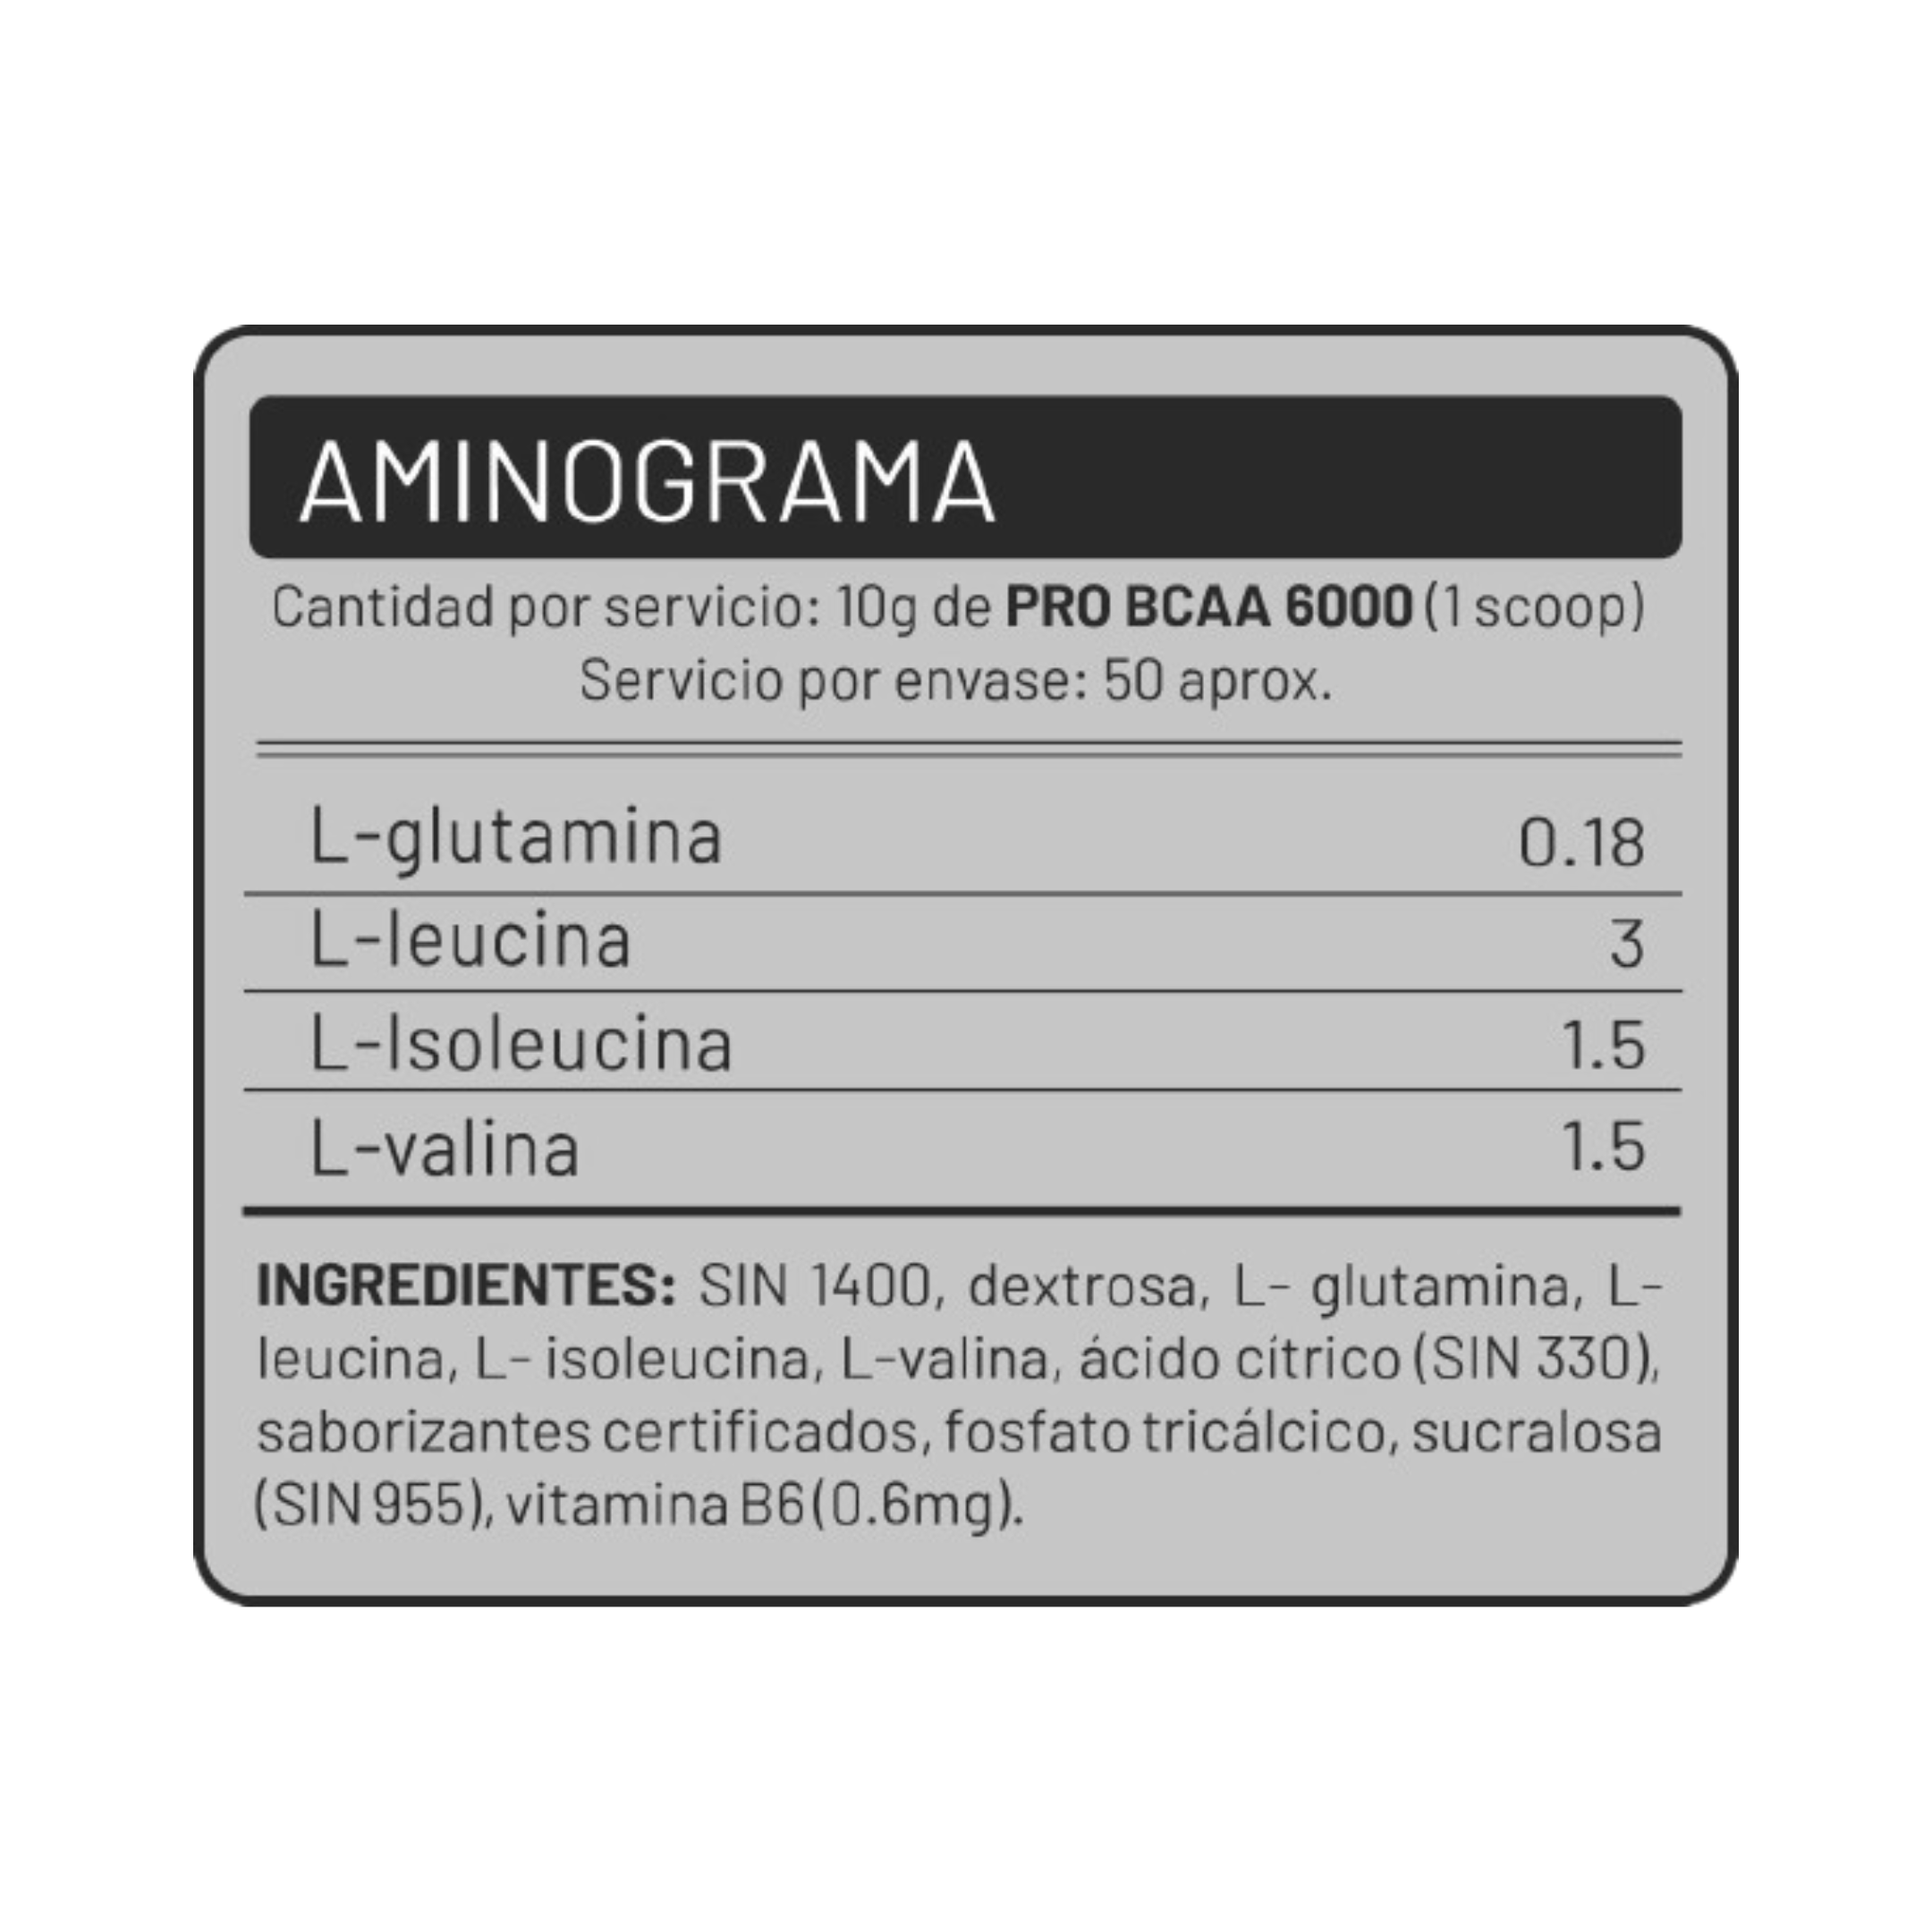 AMINOGRAMA
Cantidad por servicio: 10g de PRO BCAA 6000 (1 scoop)
Servicio por envase: 50 aprox.
L-glutamina 0.18
L-leucina 3
L-Isoleucina 1.5
L-valina 1.5
INGREDIENTES: SIN 1400, dextrosa, L- glutamina, L-
leucina, L- isoleucina, L-valina, ácido cítrico (SIN 330),
saborizantes certificados, fosfato tricálcico, sucralosa
(SIN 955), vitamina B6 (0.6mg).